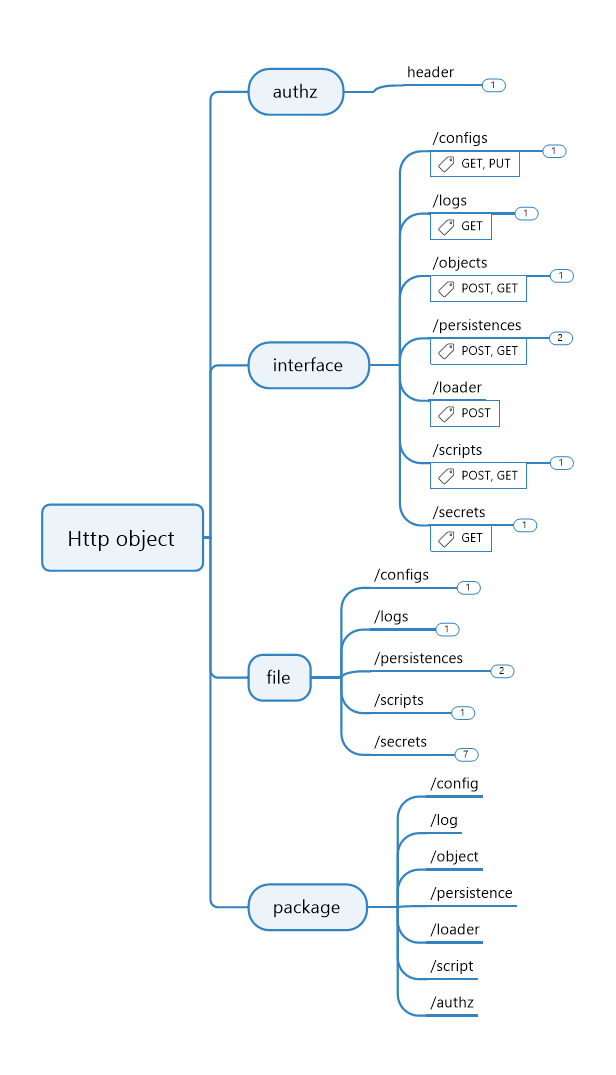 header
1
authz
/configs
1
GET, PUT
/logs
1
GET
/objects
1
POST, GET
/persistences
2
POST, GET
interface
/loader
POST
/scripts
1
POST, GET
/secrets
1
GET
Http object
/configs
1
/logs
1
/persistences
2
file
/scripts
1
/secrets
7
/config
/log
/object
/persistence
package
/loader
/script
/authz